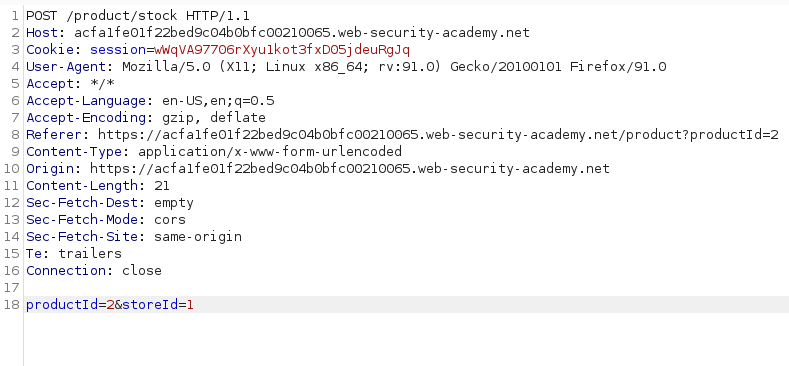 1 POST /product/stock HTTP/1.1
2 Host: acfa1fe01f22bed9c04b0bfc00210065.web-security-academy.net
3 Cookie: session=wWqVA97706rXyu1kot3fxD05jdeuRgJq
4 User-Agent: Mozilla/5.0 (X11; Linux x86_64; rv:91.0) Gecko/20100101 Firefox/91.0
5 Accept: */*
6 Accept-Language: en-US,en;q=0.5
7 Accept-Encoding: gzip, deflate
8 Referer: https://acfa1fe01f22bed9c04b0bfc00210065.web-security-academy.net/product?productId=2
9 Content-Type: application/x-www-form-urlencoded
10 Origin: https://acfa1fe01f22bed9c04b0bfc00210065.web-security-academy.net
11 Content-Length: 21
12 Sec-Fetch-Dest: empty
13 Sec-Fetch-Mode: cors
14 Sec-Fetch-Site: same-origin
15 Te: trailers
16 Connection: close
17
18 productId=2&storeId=1